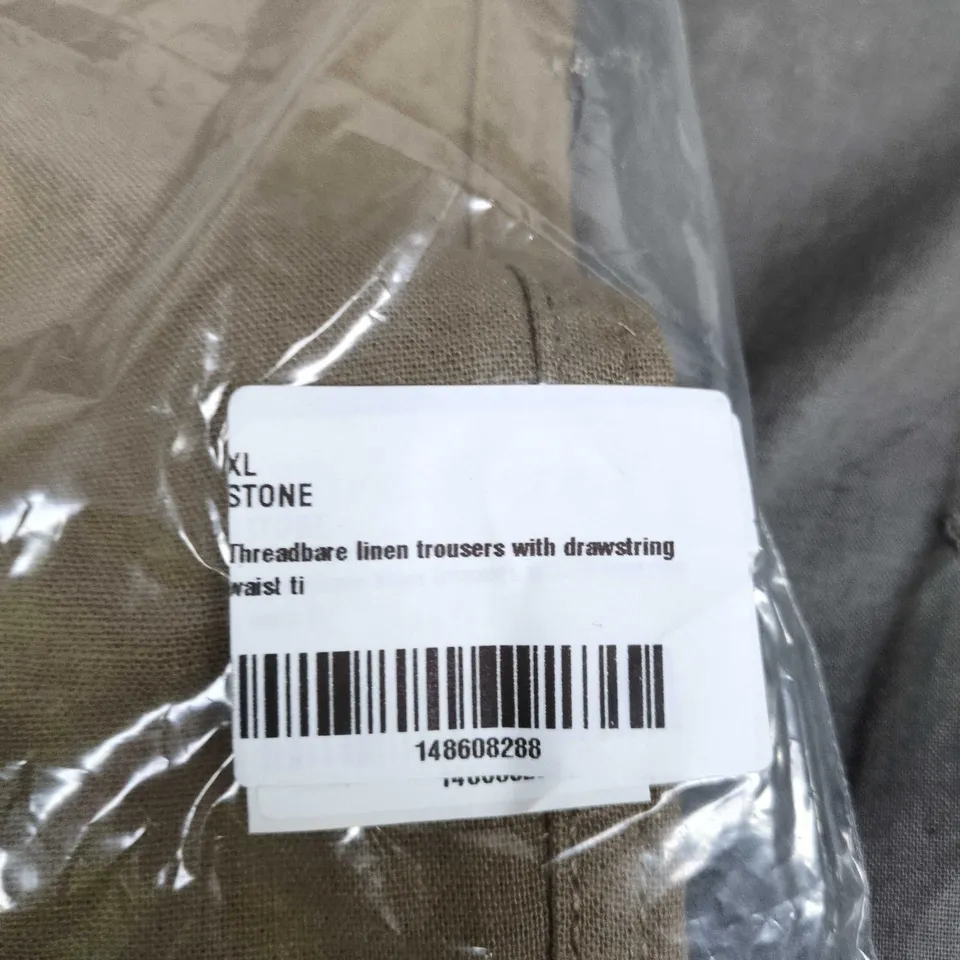 XL
STONE
Threadbare linen trousers with drawstring
waist ti
148608288